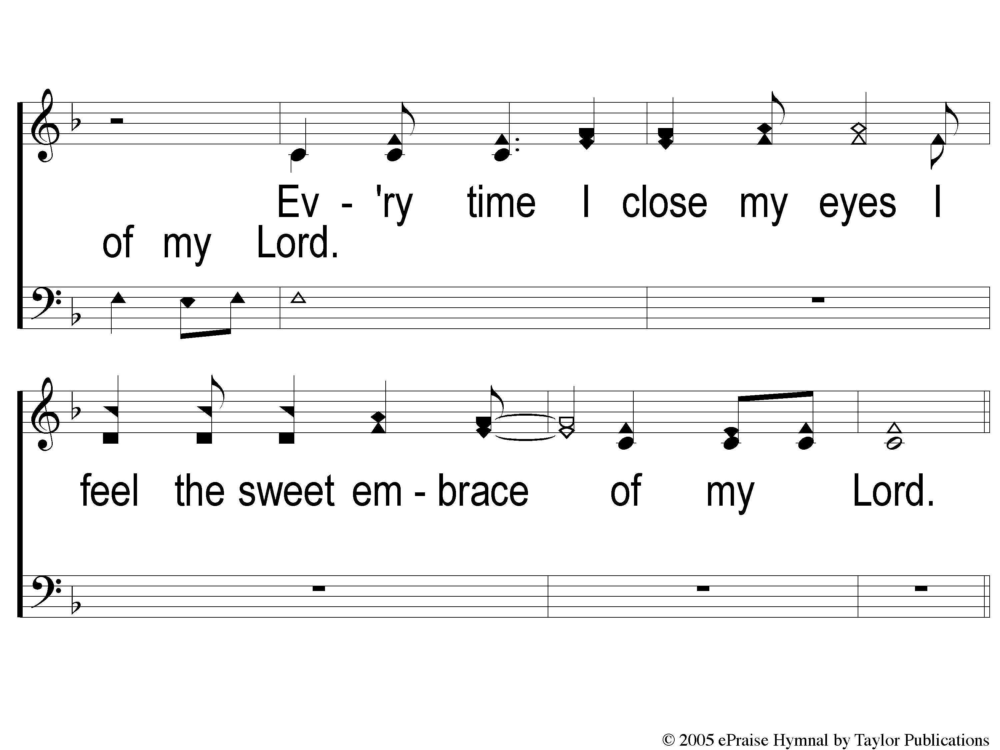 Ev - 'ry time I close my eyes I
of my Lord.
feel the sweet em - brace of my Lord.
© 2005 ePraise Hymnal by Taylor Publications